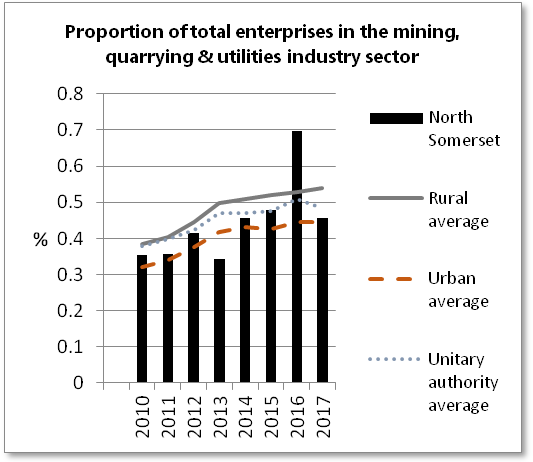 Proportion of total enterprises in the mining,
quarrying & utilities industry sector
0.8
0.7
0.6
0.5
0.4
0.3
0.2
0.1
0
%
2010
2011
2012
2013
2014
2015
2016
2017
North
Somerset
Rural
average
Urban
average
Unitary
authority
average